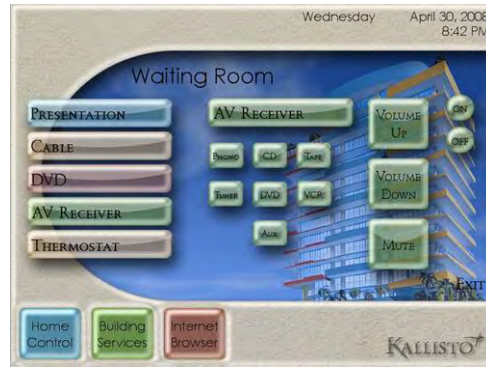 Wednesday April 30, 2008
8:42 PM
Waiting Room
PRESENTATION
CABLE
DVD
AV RECEIVER
THERMOSTAT
AV RECEIVER
PHONO CD TAPE
TUNER DVD VCR
AUX
VOLUME
UP
VOLUME
DOWN
MUTE
ON
OFF
EXIT
Home
Control
Building
Services
Internet
Browser
KALLISTO